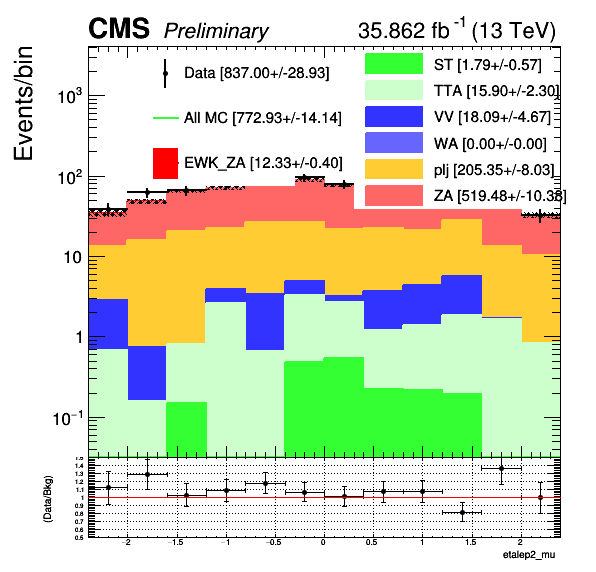 CMS Preliminary 35.862 fb⁻¹ (13 TeV)
Events/bin
Data [837.00+/-28.93]
All MC [772.93+/-14.14]
EWK_ZA [12.33+/-0.40]
ST [1.79+/-0.57]
TTA [15.90+/-2.30]
VV [18.09+/-4.67]
WA [0.00+/-0.00]
plj [205.35+/-8.03]
ZA [519.48+/-10.38]
10³
10²
10
1
10⁻¹
(Data/Bkg)
1.5
1.4
1.3
1.2
1.1
1
0.9
0.8
0.7
0.6
0.5
−2 −1.5 −1 −0.5 0 0.5 1 1.5 2
etalep2_mu